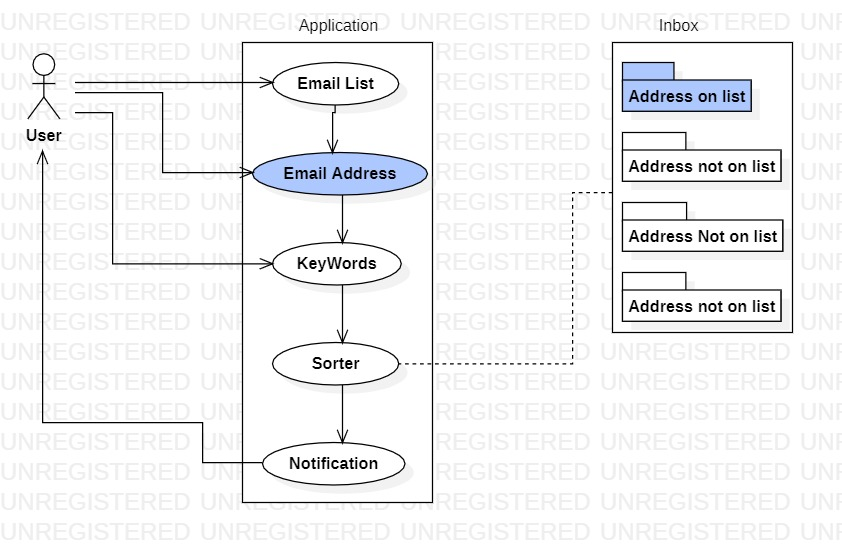 Application
Inbox
User
Email List
Email Address
KeyWords
Sorter
Notification
Address on list
Address not on list
Address Not on list
Address not on list
UNREGISTERED